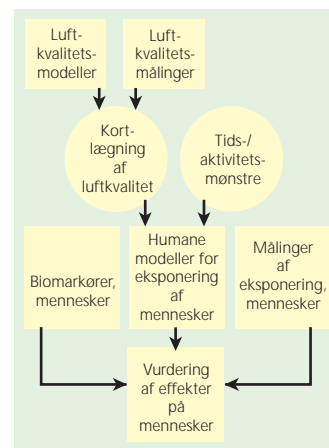 Luft-
kvalitets-
modeller
Luft-
kvalitets-
målinger
Kort-
lægning
af
luftkvalitet
Tids-/
aktivitets-
mønstre
Biomarkører,
mennesker
Humane
modeller for
eksponering
af
mennesker
Målinger
af
eksponering,
mennesker
Vurdering
af effekter
på
mennesker